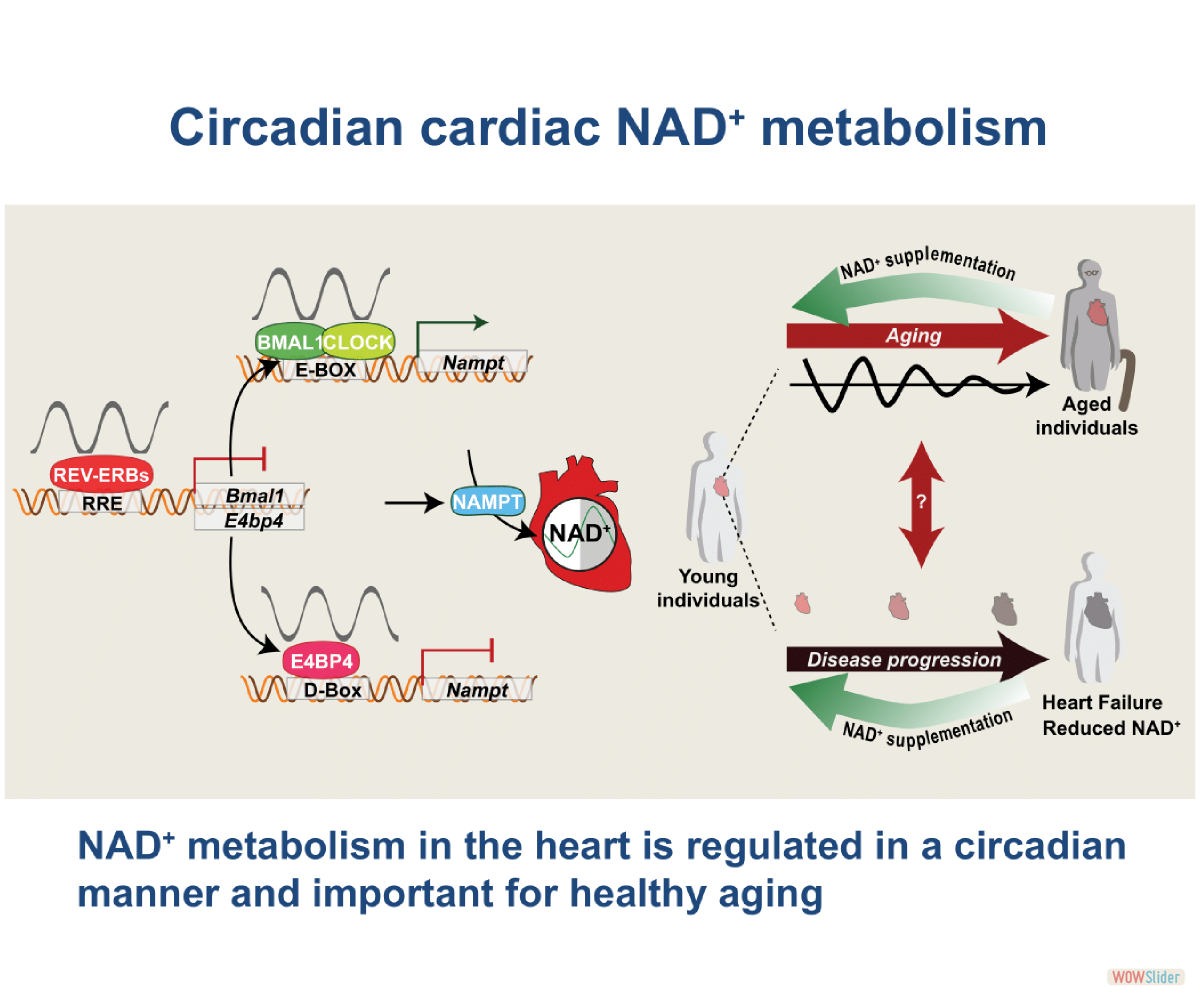 Circadian cardiac NAD⁺ metabolism
BMAL1
CLOCK
E-BOX
Nampt
REV-ERBs
RRE
Bmal1
E4bp4
E4BP4
D-Box
Nampt
NAMPT
NAD⁺
Young
individuals
NAD⁺ supplementation
Aging
Aged
individuals
?
Disease progression
NAD⁺ supplementation
Heart Failure
Reduced NAD⁺
NAD⁺ metabolism in the heart is regulated in a circadian
manner and important for healthy aging
WOWSlider